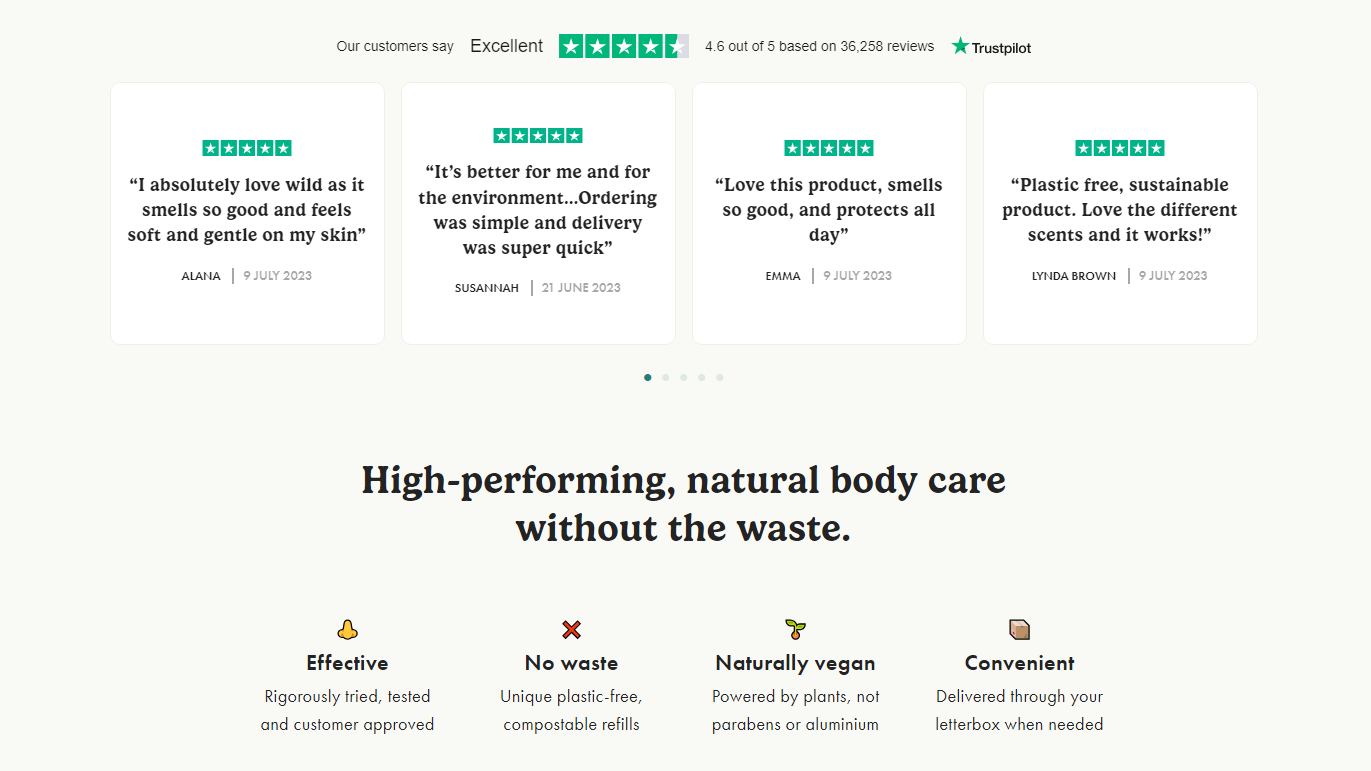 Our customers say Excellent 4.6 out of 5 based on 36,258 reviews Trustpilot
“I absolutely love wild as it
smells so good and feels
soft and gentle on my skin”
ALANA | 9 JULY 2023
“It’s better for me and for
the environment...Ordering
was simple and delivery
was super quick”
SUSANNAH | 21 JUNE 2023
“Love this product, smells
so good, and protects all
day”
EMMA | 9 JULY 2023
“Plastic free, sustainable
product. Love the different
scents and it works!”
LYNDA BROWN | 9 JULY 2023
High-performing, natural body care
without the waste.
Effective
Rigorously tried, tested
and customer approved
No waste
Unique plastic-free,
compostable refills
Naturally vegan
Powered by plants, not
parabens or aluminium
Convenient
Delivered through your
letterbox when needed